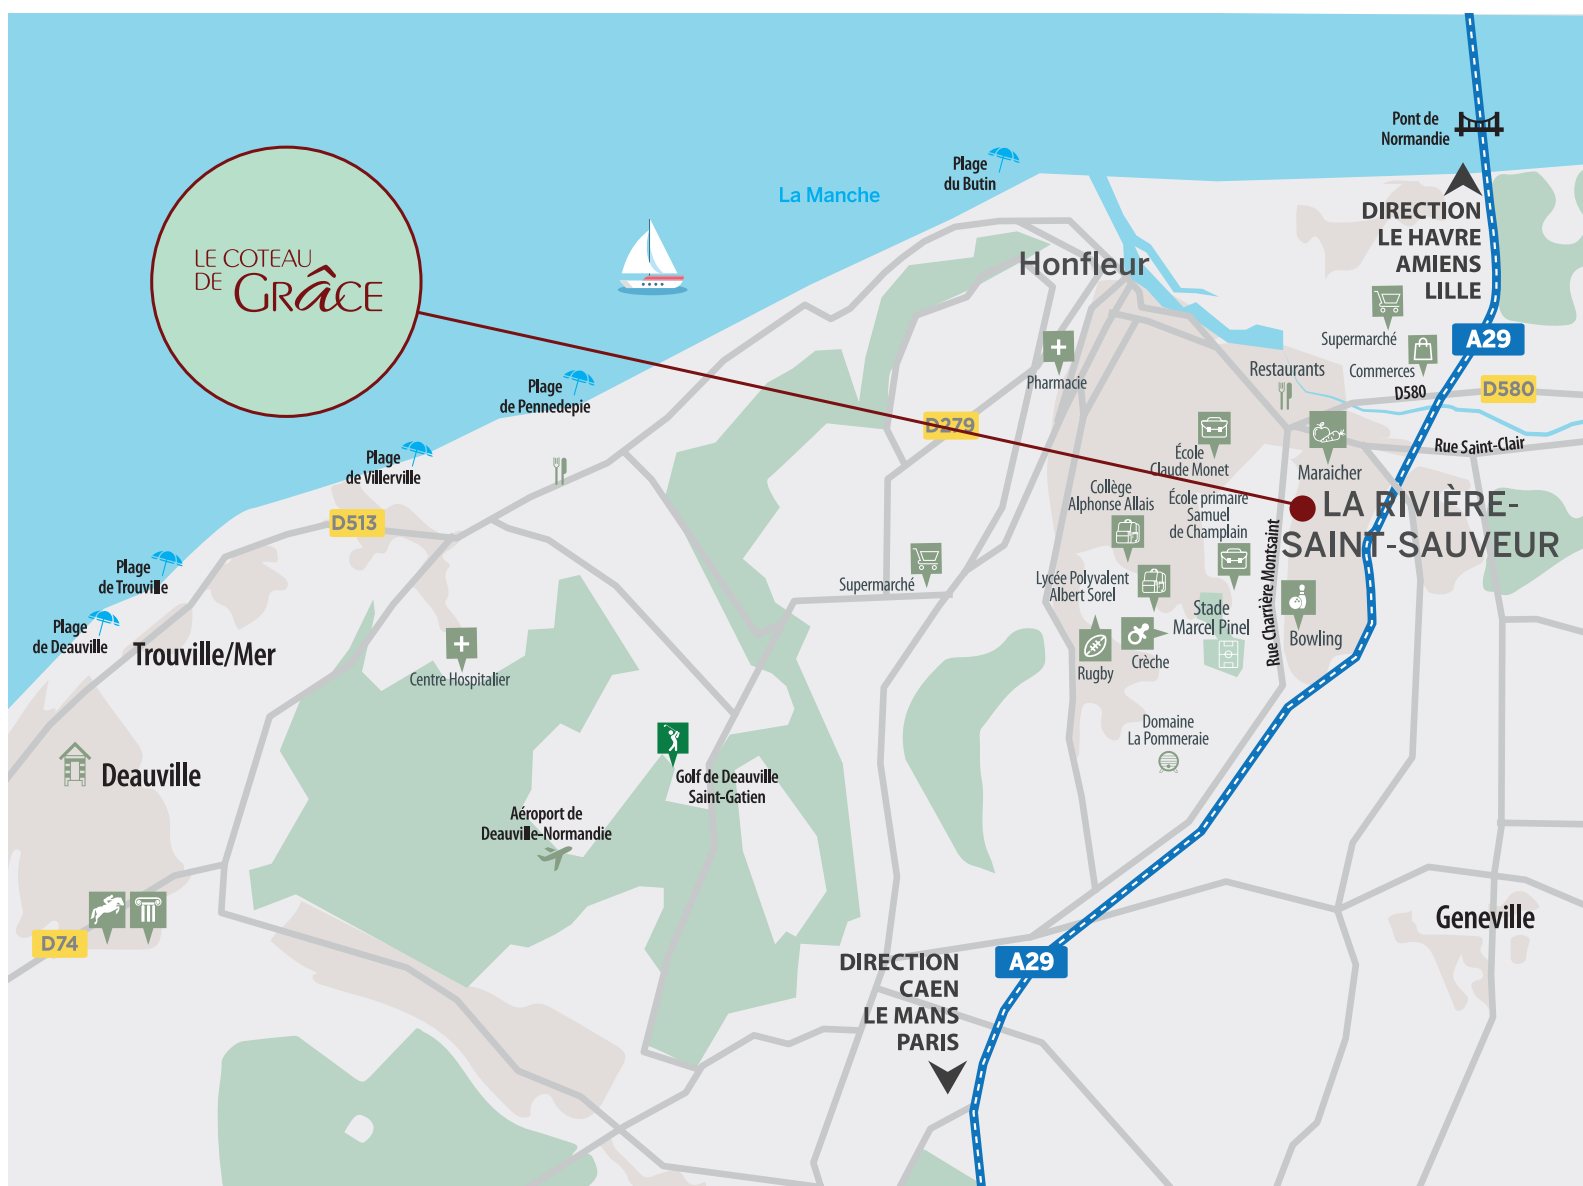 Pont de
Normandie
Plage
du Butin
La Manche
DIRECTION
LE HAVRE
AMIENS
LILLE
LE COTEAU
DE GRâCE
Honfleur
Supermarché
A29
Commerces
Pharmacie
Restaurants
D580
D580
Plage
de Pennedepie
D279
Rue Saint-Clair
École
Claude Monet
Maraicher
Plage
de Villerville
Collège
Alphonse Allais
École primaire
Samuel
de Champlain
LA RIVIÈRE-
SAINT-SAUVEUR
D513
Rue Charrière Montsaint
Plage
de Trouville
Supermarché
Lycée Polyvalent
Albert Sorel
Stade
Marcel Pinel
Bowling
Plage
de Deauville
Trouville/Mer
Centre Hospitalier
Rugby
Crèche
Domaine
La Pommeraie
Deauville
Golf de Deauville
Saint-Gatien
Aéroport de
Deauville-Normandie
Geneville
D74
DIRECTION
CAEN
LE MANS
PARIS
A29